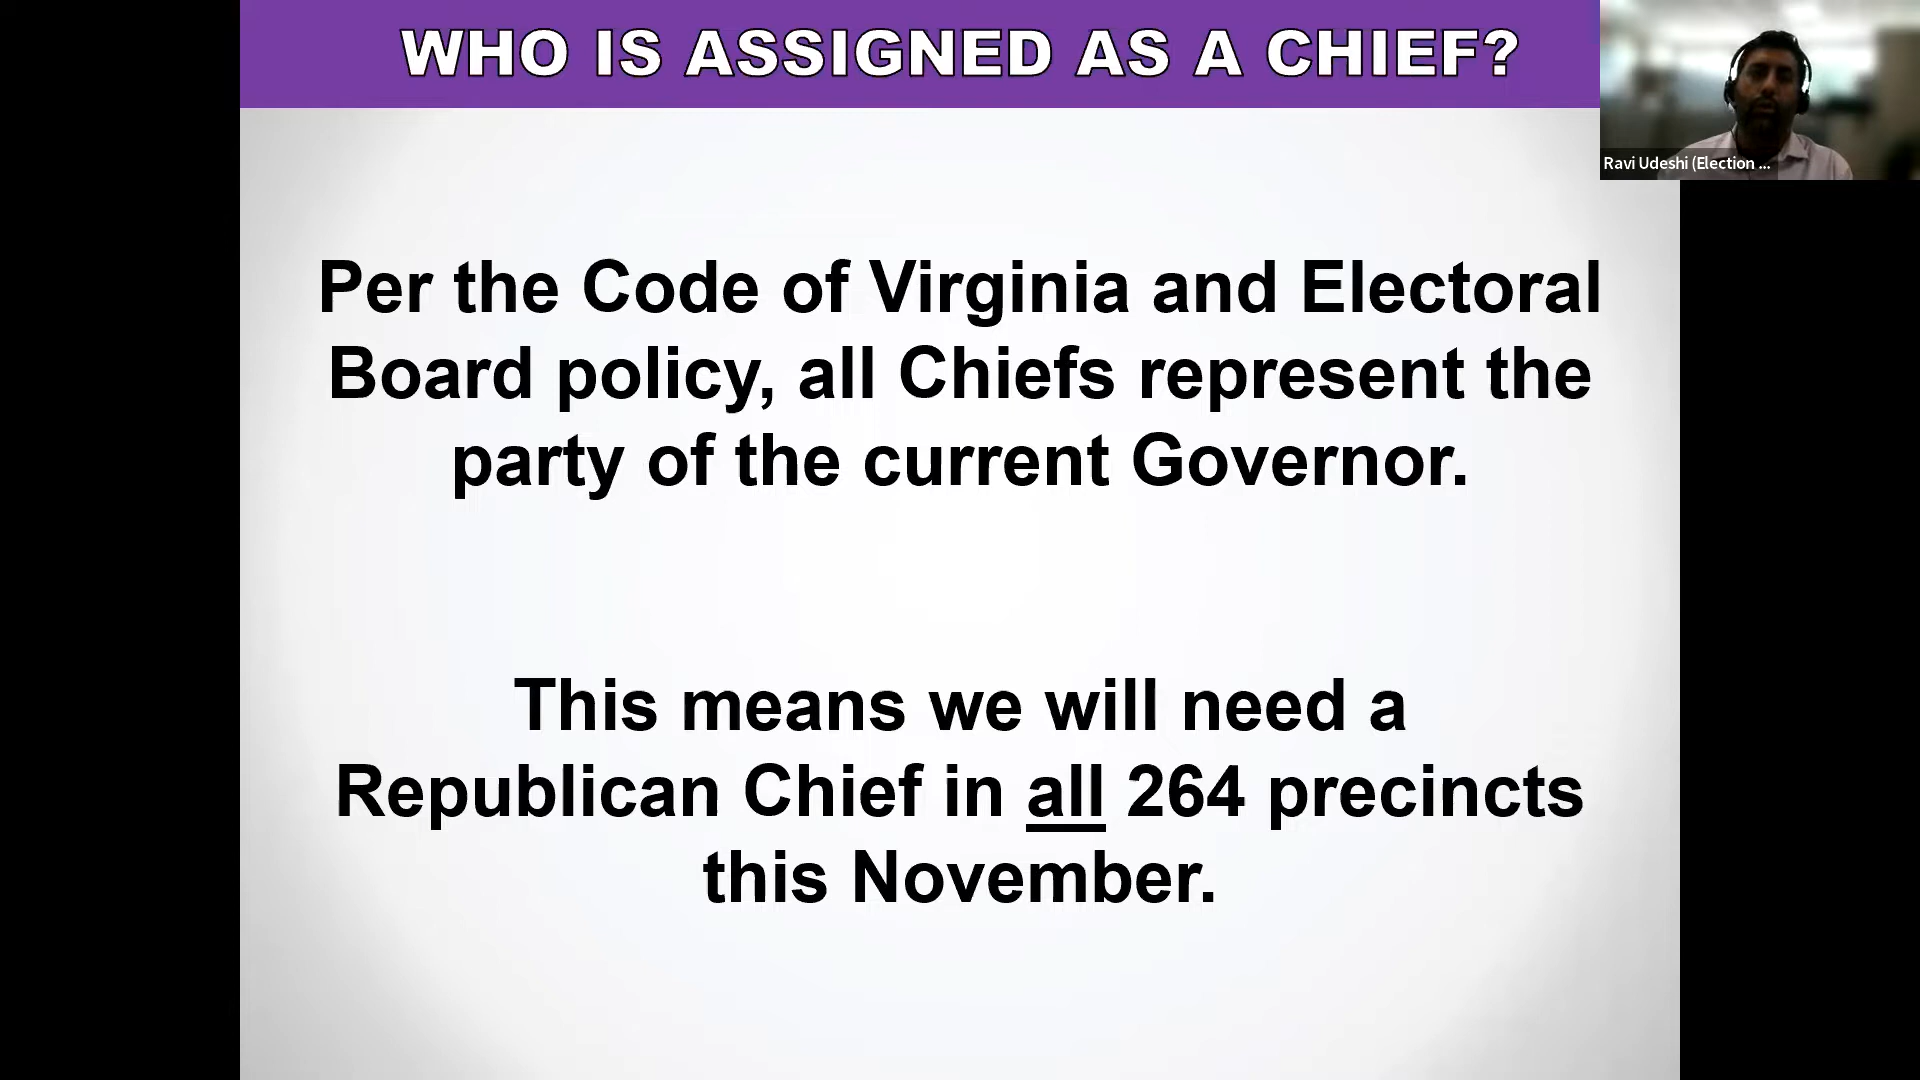 WHO IS ASSIGNED AS A CHIEF?
Ravi Udeshi (Election ...
Per the Code of Virginia and Electoral
Board policy, all Chiefs represent the
party of the current Governor.
This means we will need a
Republican Chief in all 264 precincts
this November.